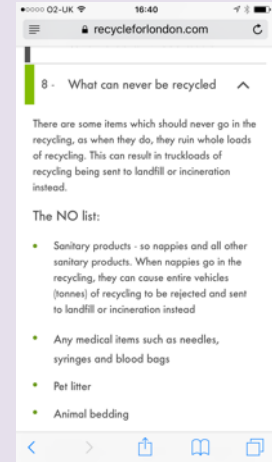 O2-UK 16:40
recycleforlondon.com
8 - What can never be recycled
There are some items which should never go in the
recycling, as when they do, they ruin whole loads
of recycling. This can result in truckloads of
recycling being sent to landfill or incineration
instead.
The NO list:
Sanitary products - so nappies and all other
sanitary products. When nappies go in the
recycling, they can cause entire vehicles
(tonnes) of recycling to be rejected and sent
to landfill or incineration instead
Any medical items such as needles,
syringes and blood bags
Pet litter
Animal bedding